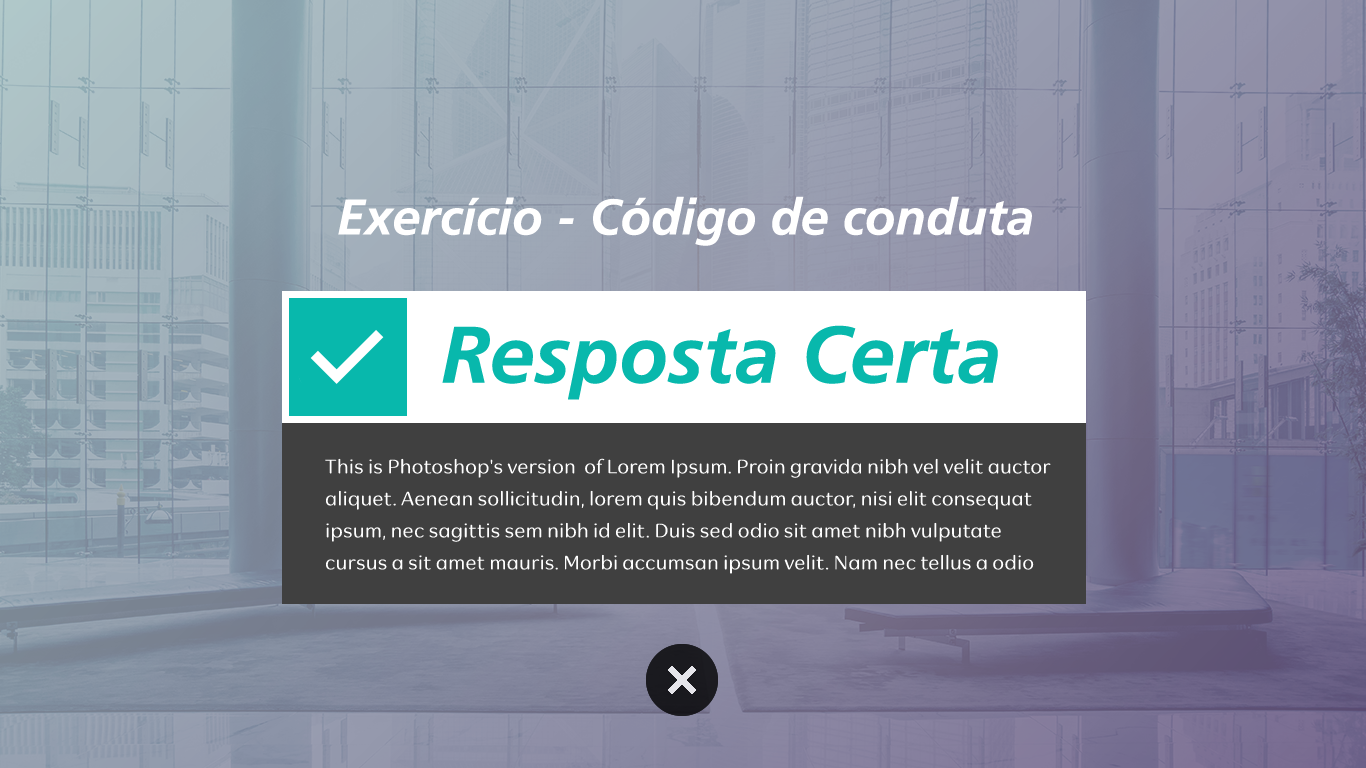 Exercício - Código de conduta
Resposta Certa
This is Photoshop's version  of Lorem Ipsum. Proin gravida nibh vel velit auctor
aliquet. Aenean sollicitudin, lorem quis bibendum auctor, nisi elit consequat
ipsum, nec sagittis sem nibh id elit. Duis sed odio sit amet nibh vulputate
cursus a sit amet mauris. Morbi accumsan ipsum velit. Nam nec tellus a odio